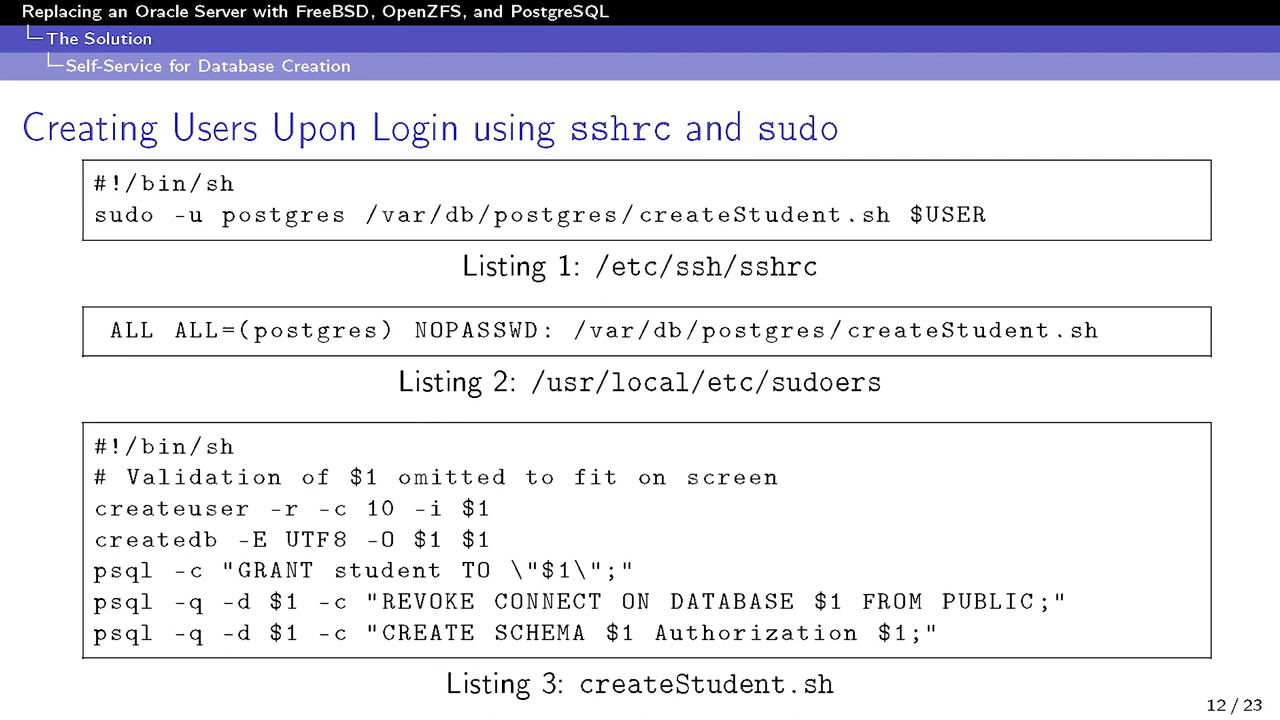 Replacing an Oracle Server with FreeBSD, OpenZFS, and PostgreSQL
The Solution
Self-Service for Database Creation
Creating Users Upon Login using sshrc and sudo
#!/bin/sh
sudo -u postgres /var/db/postgres/createStudent.sh $USER
Listing 1: /etc/ssh/sshrc
ALL ALL=(postgres) NOPASSWD: /var/db/postgres/createStudent.sh
Listing 2: /usr/local/etc/sudoers
#!/bin/sh
# Validation of $1 omitted to fit on screen
createuser -r -c 10 -i $1
createdb -E UTF8 -O $1 $1
psql -c "GRANT student TO \"$1\";"
psql -q -d $1 -c "REVOKE CONNECT ON DATABASE $1 FROM PUBLIC;"
psql -q -d $1 -c "CREATE SCHEMA $1 Authorization $1;"
Listing 3: createStudent.sh
12 / 23